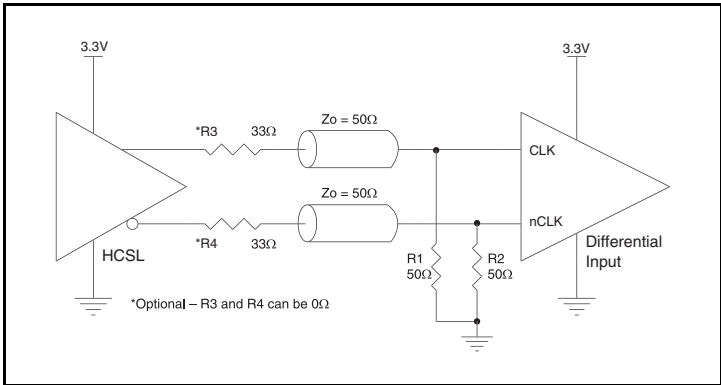 3.3V
3.3V
*R3 33Ω
Zo = 50Ω
CLK
Zo = 50Ω
nCLK
*R4 33Ω
HCSL
R1
50Ω
R2
50Ω
Differential
Input
*Optional – R3 and R4 can be 0Ω